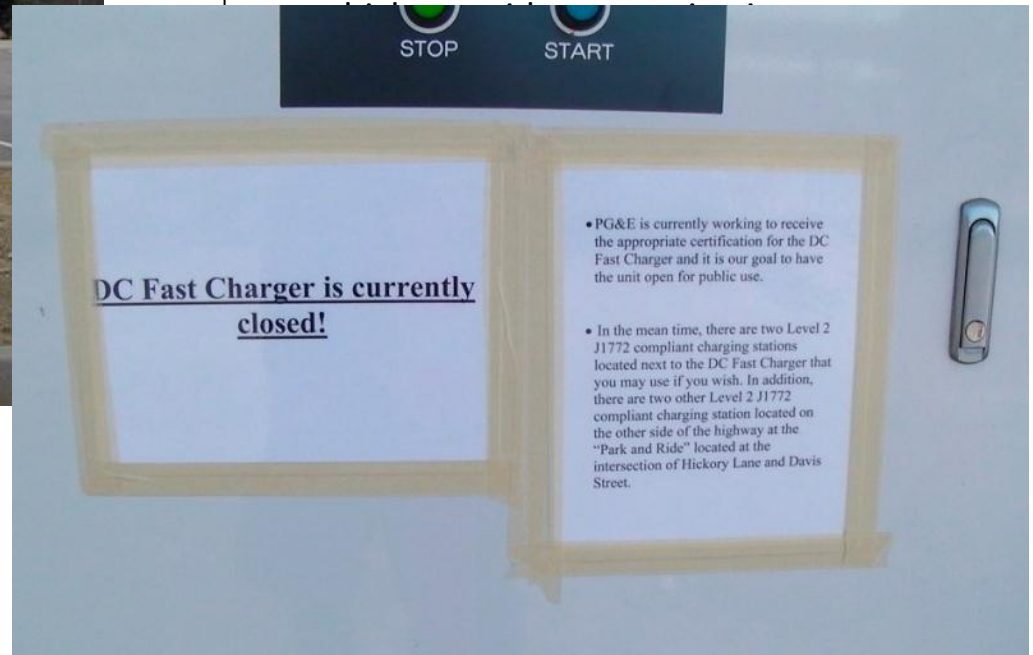 STOP START
DC Fast Charger is currently
closed!
• PG&E is currently working to receive
the appropriate certification for the DC
Fast Charger and it is our goal to have
the unit open for public use.
• In the mean time, there are two Level 2
J1772 compliant charging stations
located next to the DC Fast Charger that
you may use if you wish. In addition,
there are two other Level 2 J1772
compliant charging station located on
the other side of the highway at the
“Park and Ride” located at the
intersection of Hickory Lane and Davis
Street.